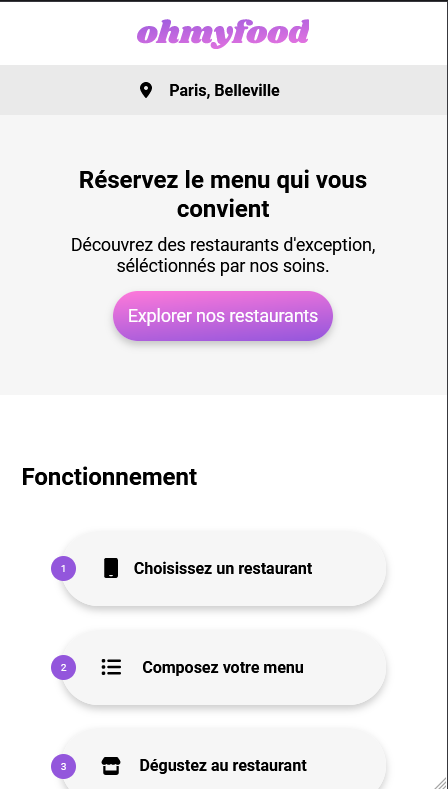 ohmyfood
Paris, Belleville
Réservez le menu qui vous
convient
Découvrez des restaurants d'exception,
séléctionnés par nos soins.
Explorer nos restaurants
Fonctionnement
1 Choisissez un restaurant
2 Composez votre menu
3 Dégustez au restaurant